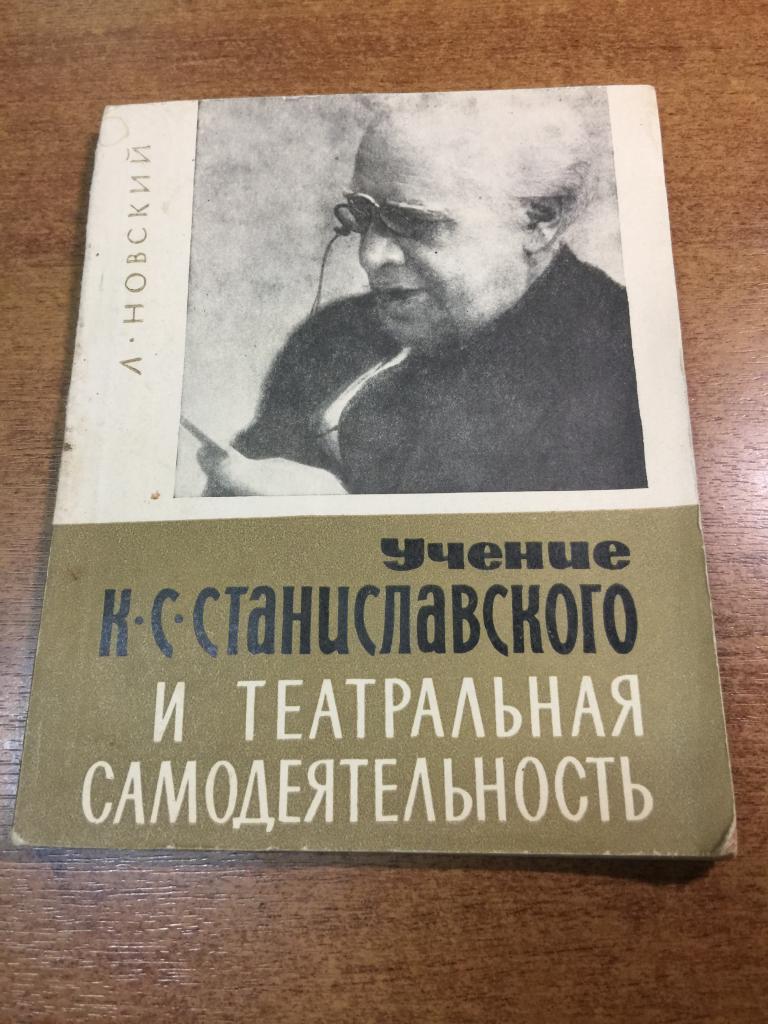 Л·НОВСКИЙ
Учение
К·С·СТАНИСЛАВСКОГО
И ТЕАТРАЛЬНАЯ
САМОДЕЯТЕЛЬНОСТЬ